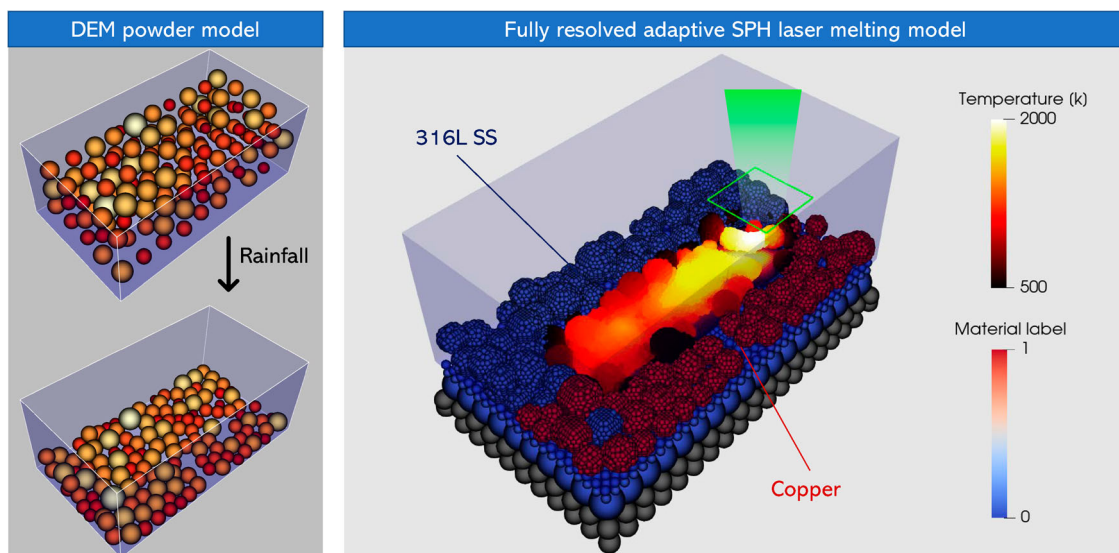 DEM powder model
Rainfall
Fully resolved adaptive SPH laser melting model
316L SS
Copper
Temperature [k]
2000
500
Material label
1
0